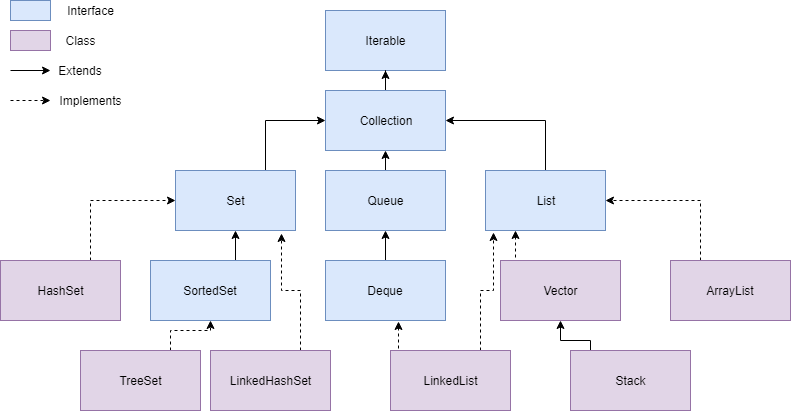 Interface
Class
Extends
Implements
Iterable
Collection
Set
Queue
List
HashSet
SortedSet
Deque
Vector
ArrayList
TreeSet
LinkedHashSet
LinkedList
Stack